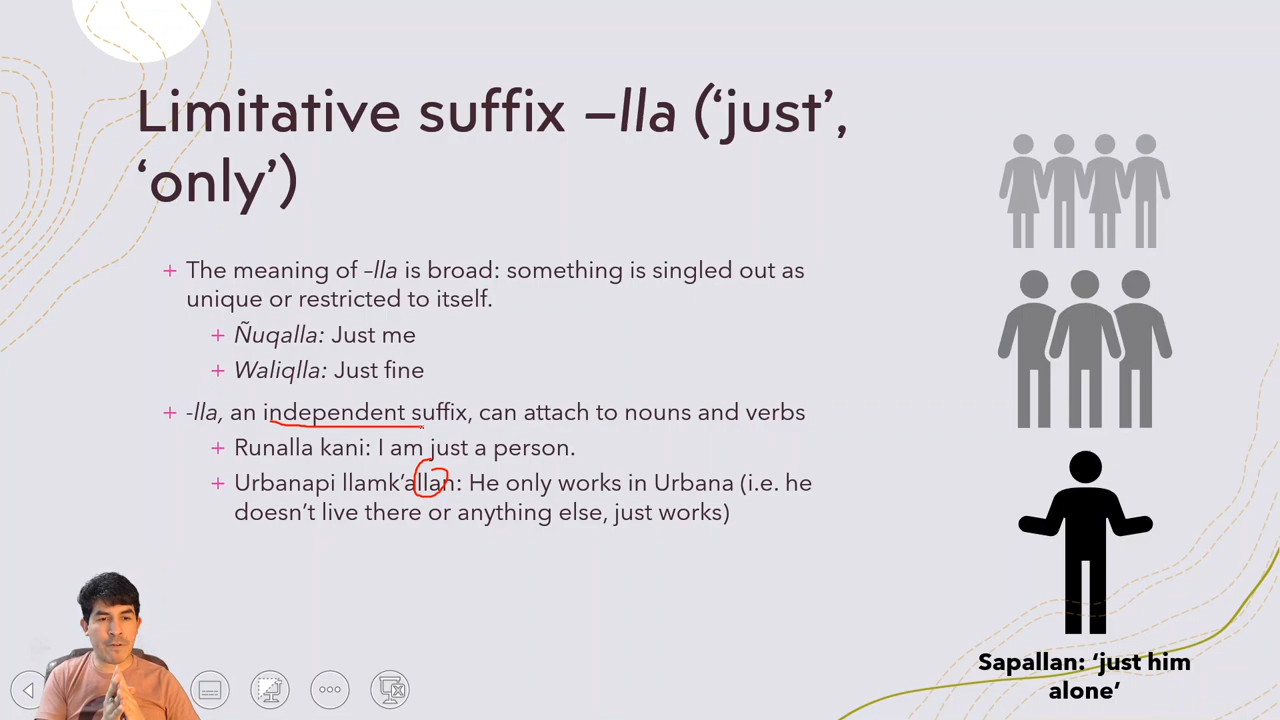 Limitative suffix –lla (‘just’,
‘only’)
+ The meaning of –lla is broad: something is singled out as
unique or restricted to itself.
+ Ñuqalla: Just me
+ Waliqlla: Just fine
+ -lla, an independent suffix, can attach to nouns and verbs
+ Runalla kani: I am just a person.
+ Urbanapi llamk’allan: He only works in Urbana (i.e. he
doesn’t live there or anything else, just works)
Sapallan: ‘just him
alone’